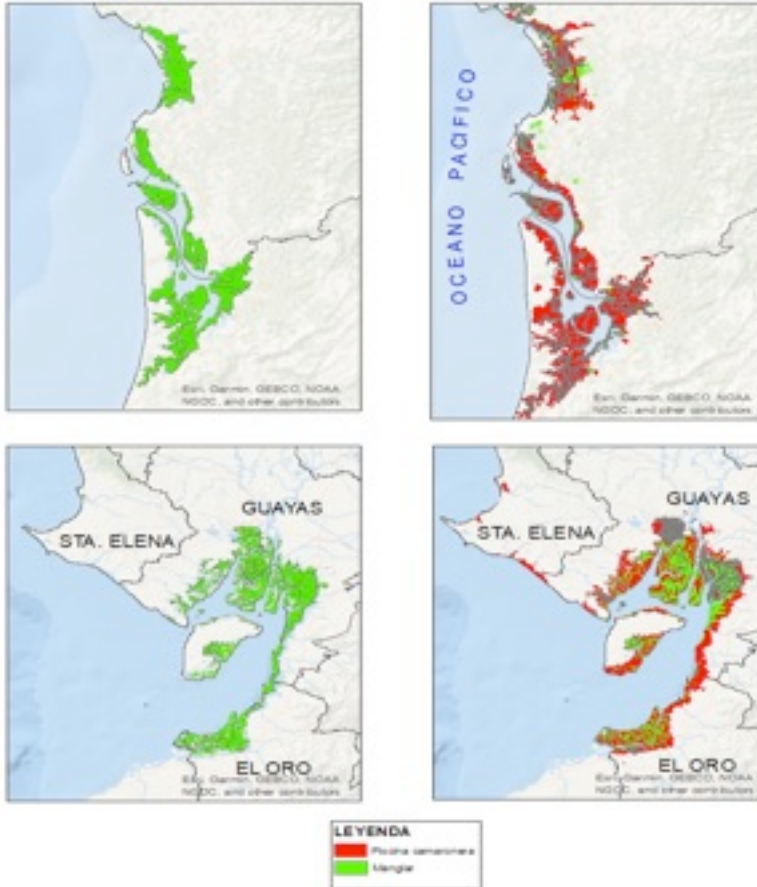 OCEANO PACIFICO
Esri, Garmin, GEBCO, NOAA
NGDC, and other contributors
Esri, Garmin, GEBCO, NOAA
NGDC, and other contributors
GUAYAS
STA. ELENA
EL ORO
Esri, Garmin, GEBCO, NOAA
NGDC, and other contributors
GUAYAS
STA. ELENA
EL ORO
Esri, Garmin, GEBCO, NOAA
NGDC, and other contributors
LEYENDA
Piscina camaronera
Manglar